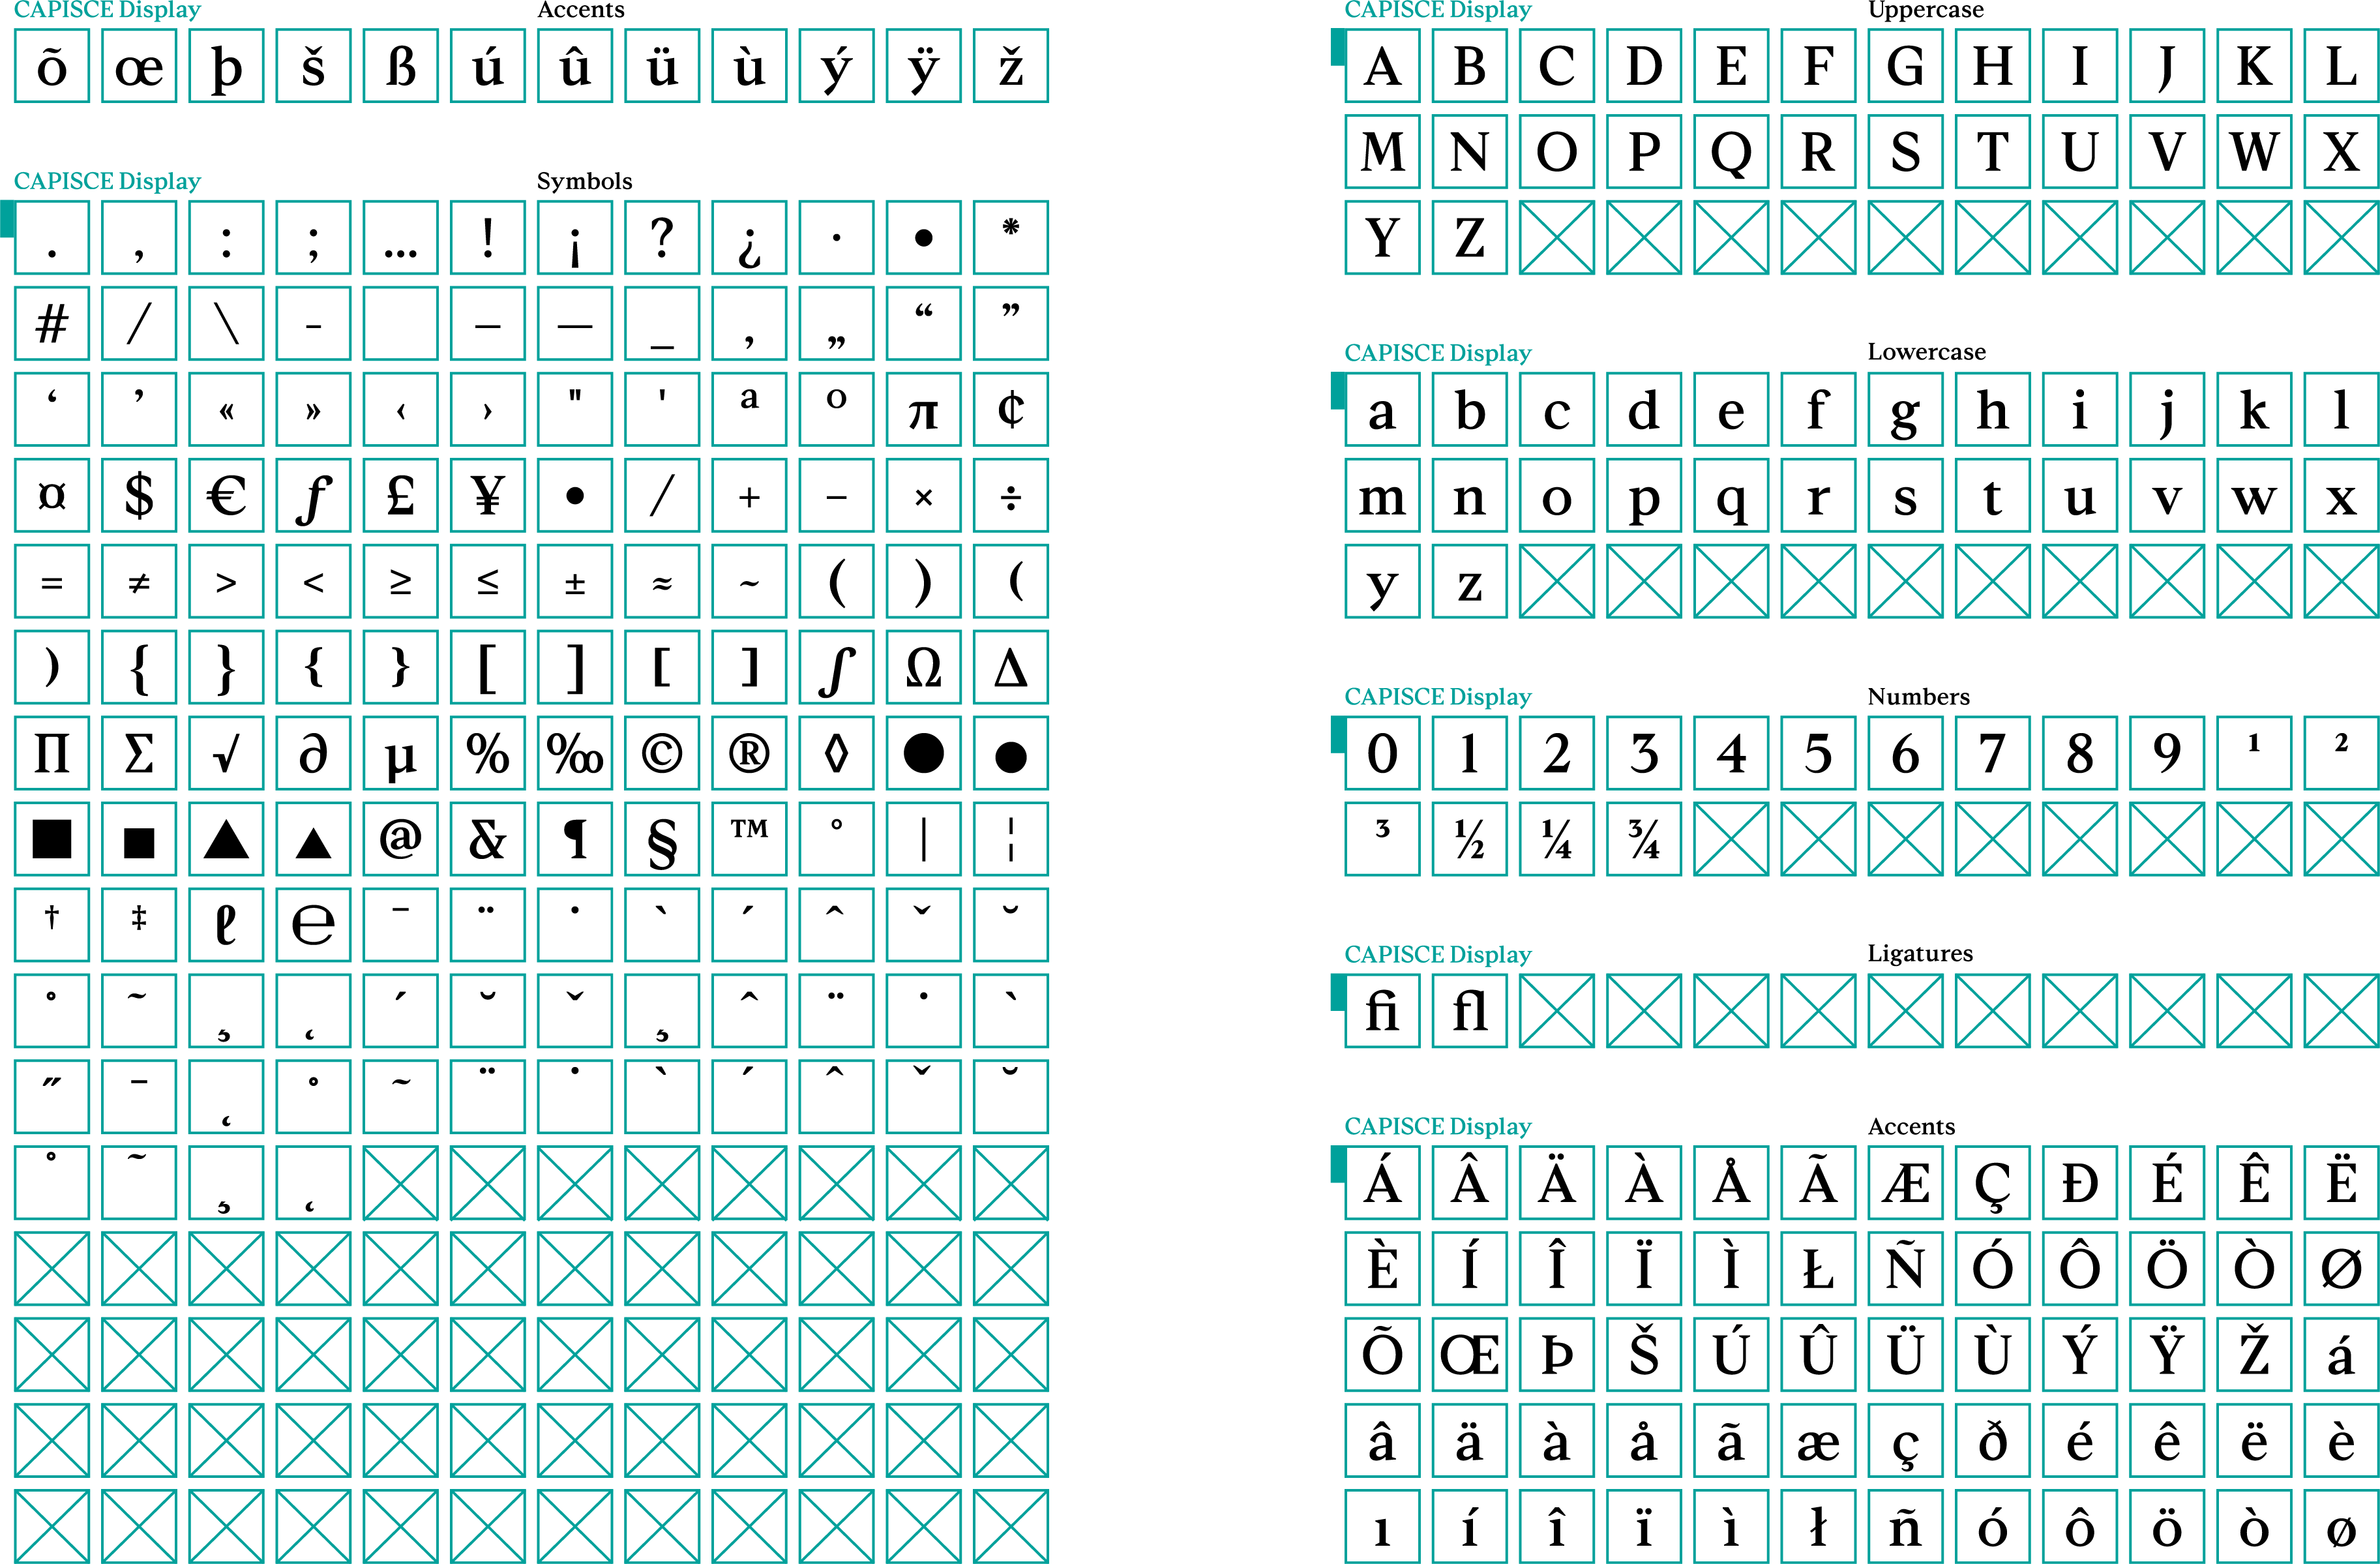 CAPISCE Display Accents
õ œ þ š ß ú û ü ù ý ÿ ž
CAPISCE Display Symbols
. , : ; … ! ¡ ? ¿ · • *
# / \ - – — _ ‚ „ “ ”
‘ ’ « » ‹ › " ' ª º π ¢
¤ $ € ƒ £ ¥ • ⁄ + − × ÷
= ≠ > < ≥ ≤ ± ≈ ~ ( ) (
) { } { } [ ] [ ] ∫ Ω ∆
∏ ∑ √ ∂ µ % ‰ © ® ◊ ● ●
■ ■ ▲ ▲ @ & ¶ § ™ ° | ¦
† ‡ ℓ ℮ ¯ ¨ ˙ ` ´ ˆ ˇ ˘
˚ ˜ ¸ ˛ ´ ˘ ˇ ¸ ˆ ¨ ˙ `
˝ ¯ ˛ ˚ ˜ ¨ ˙ ` ´ ˆ ˇ ˘
˚ ˜ ¸ ˛
CAPISCE Display Uppercase
A B C D E F G H I J K L
M N O P Q R S T U V W X
Y Z
CAPISCE Display Lowercase
a b c d e f g h i j k l
m n o p q r s t u v w x
y z
CAPISCE Display Numbers
0 1 2 3 4 5 6 7 8 9 ¹ ²
³ ½ ¼ ¾
CAPISCE Display Ligatures
fi fl
CAPISCE Display Accents
Á Â Ä À Å Ã Æ Ç Ð É Ê Ë
È Í Î Ï Ì Ł Ñ Ó Ô Ö Ò Ø
Õ Œ Þ Š Ú Û Ü Ù Ý Ÿ Ž á
â ä à å ã æ ç ð é ê ë è
ı í î ï ì ł ñ ó ô ö ò ø